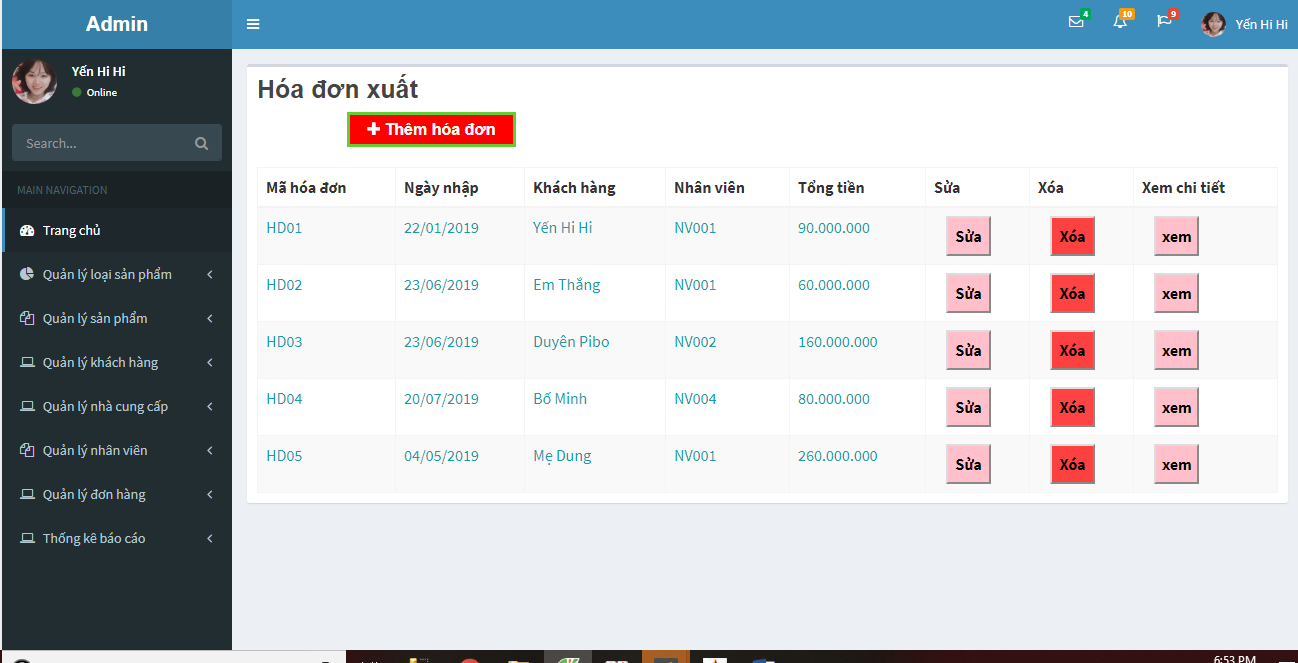 Admin
4
10
9
Yến Hi Hi
Yến Hi Hi
Online
Search...
MAIN NAVIGATION
Trang chủ
Quản lý loại sản phẩm
Quản lý sản phẩm
Quản lý khách hàng
Quản lý nhà cung cấp
Quản lý nhân viên
Quản lý đơn hàng
Thống kê báo cáo
Hóa đơn xuất
Thêm hóa đơn
Mã hóa đơn Ngày nhập Khách hàng Nhân viên Tổng tiền Sửa Xóa Xem chi tiết
HD01 22/01/2019 Yến Hi Hi NV001 90.000.000 Sửa Xóa xem
HD02 23/06/2019 Em Thắng NV001 60.000.000 Sửa Xóa xem
HD03 23/06/2019 Duyên Pibo NV002 160.000.000 Sửa Xóa xem
HD04 20/07/2019 Bố Minh NV004 80.000.000 Sửa Xóa xem
HD05 04/05/2019 Mẹ Dung NV001 260.000.000 Sửa Xóa xem
6:53 PM